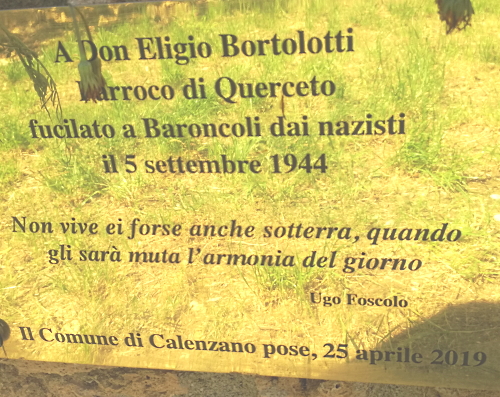 A Don Eligio Bortolotti
Parroco di Querceto
fucilato a Baroncoli dai nazisti
il 5 settembre 1944
Non vive ei forse anche sotterra, quando
gli sarà muta l'armonia del giorno
Ugo Foscolo
Il Comune di Calenzano pose, 25 aprile 2019